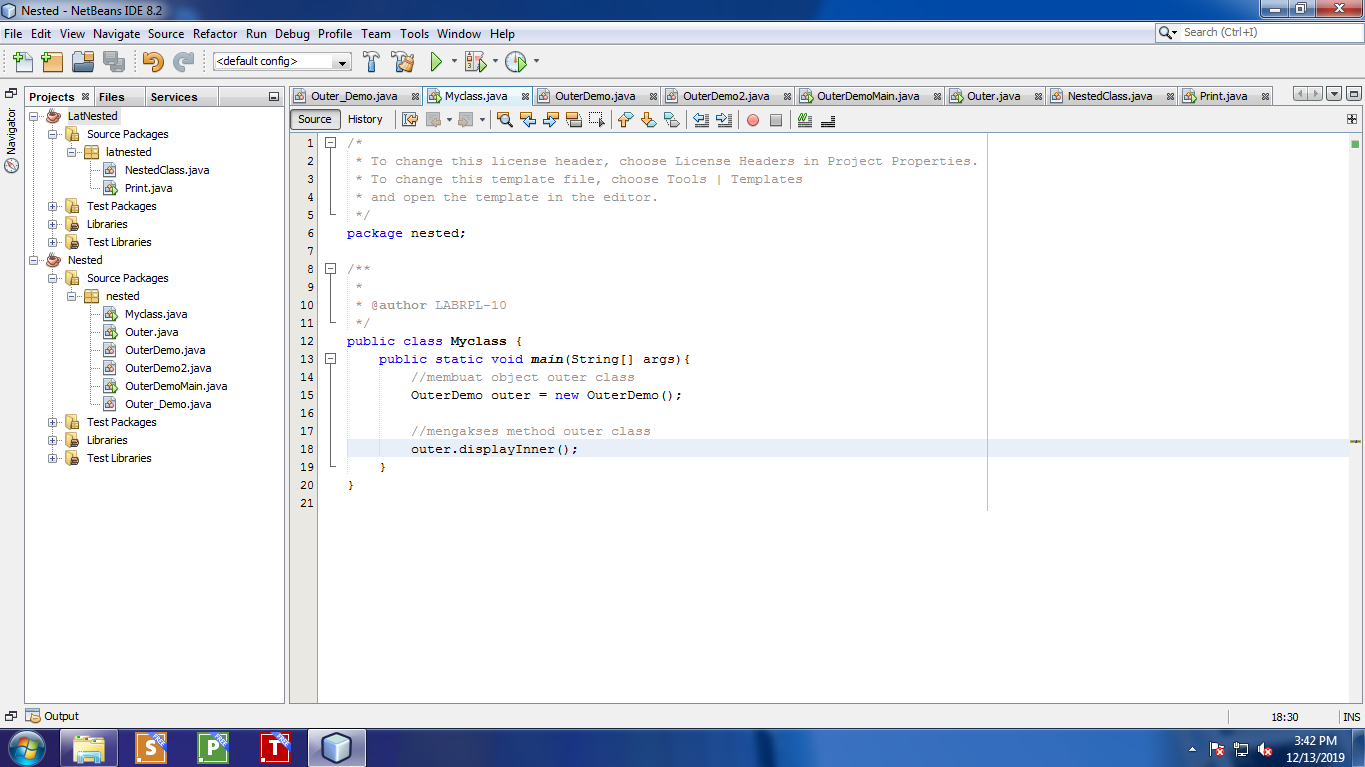 Nested - NetBeans IDE 8.2
File Edit View Navigate Source Refactor Run Debug Profile Team Tools Window Help
Search (Ctrl+I)
<default config>
Projects Files Services
Navigator
LatNested
Source Packages
latnested
NestedClass.java
Print.java
Test Packages
Libraries
Test Libraries
Nested
Source Packages
nested
Myclass.java
Outer.java
OuterDemo.java
OuterDemo2.java
OuterDemoMain.java
Outer_Demo.java
Test Packages
Libraries
Test Libraries
Outer_Demo.java Myclass.java OuterDemo.java OuterDemo2.java OuterDemoMain.java Outer.java NestedClass.java Print.java
Source History
1 /*
2 * To change this license header, choose License Headers in Project Properties.
3 * To change this template file, choose Tools | Templates
4 * and open the template in the editor.
5 */
6 package nested;
7
8 /**
9 *
10 * @author LABRPL-10
11 */
12 public class Myclass {
13 public static void main(String[] args){
14 //membuat object outer class
15 OuterDemo outer = new OuterDemo();
16
17 //mengakses method outer class
18 outer.displayInner();
19 }
20 }
21
Output
18:30 INS
S FREE P FREE T FREE
3:42 PM
12/13/2019